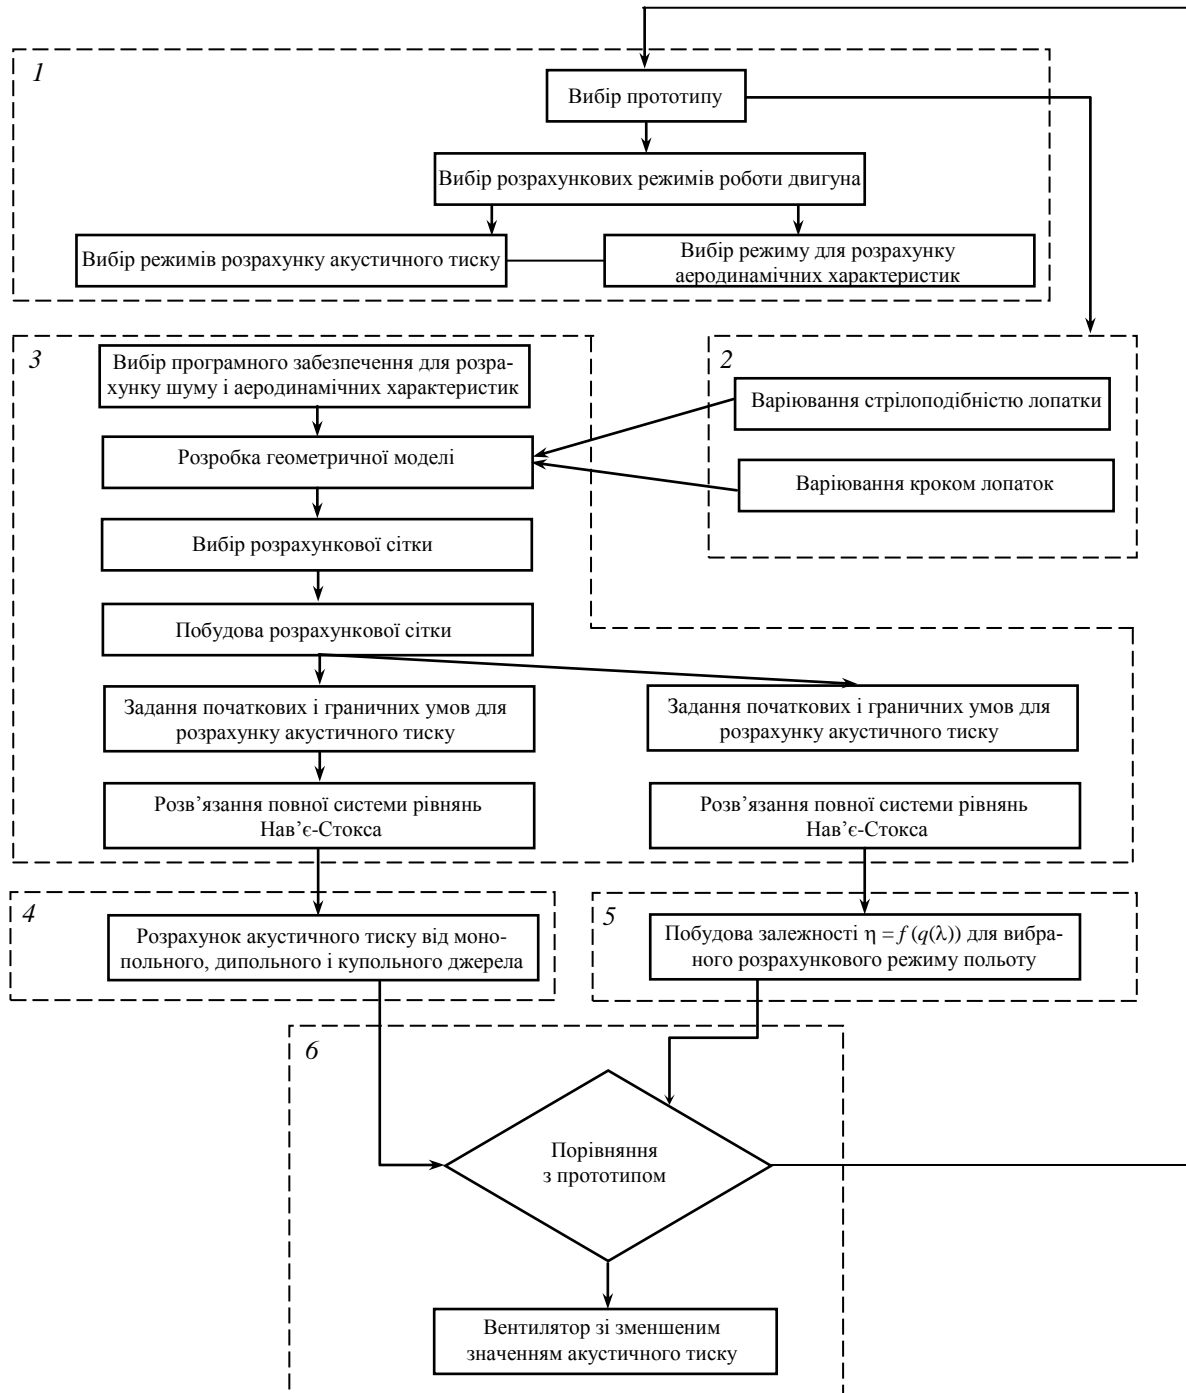 1
Вибір прототипу
Вибір розрахункових режимів роботи двигуна
Вибір режимів розрахунку акустичного тиску
Вибір режиму для розрахунку
аеродинамічних характеристик
2
Варіювання стрілоподібністю лопатки
Варіювання кроком лопаток
3
Вибір програмного забезпечення для розра-
хунку шуму і аеродинамічних характеристик
Розробка геометричної моделі
Вибір розрахункової сітки
Побудова розрахункової сітки
Задання початкових і граничних умов для
розрахунку акустичного тиску
Задання початкових і граничних умов для
розрахунку акустичного тиску
Розв’язання повної системи рівнянь
Нав’є-Стокса
Розв’язання повної системи рівнянь
Нав’є-Стокса
4
Розрахунок акустичного тиску від моно-
польного, дипольного і купольного джерела
5
Побудова залежності η = f (q(λ)) для вибра-
ного розрахункового режиму польоту
6
Порівняння
з прототипом
Вентилятор зі зменшеним
значенням акустичного тиску